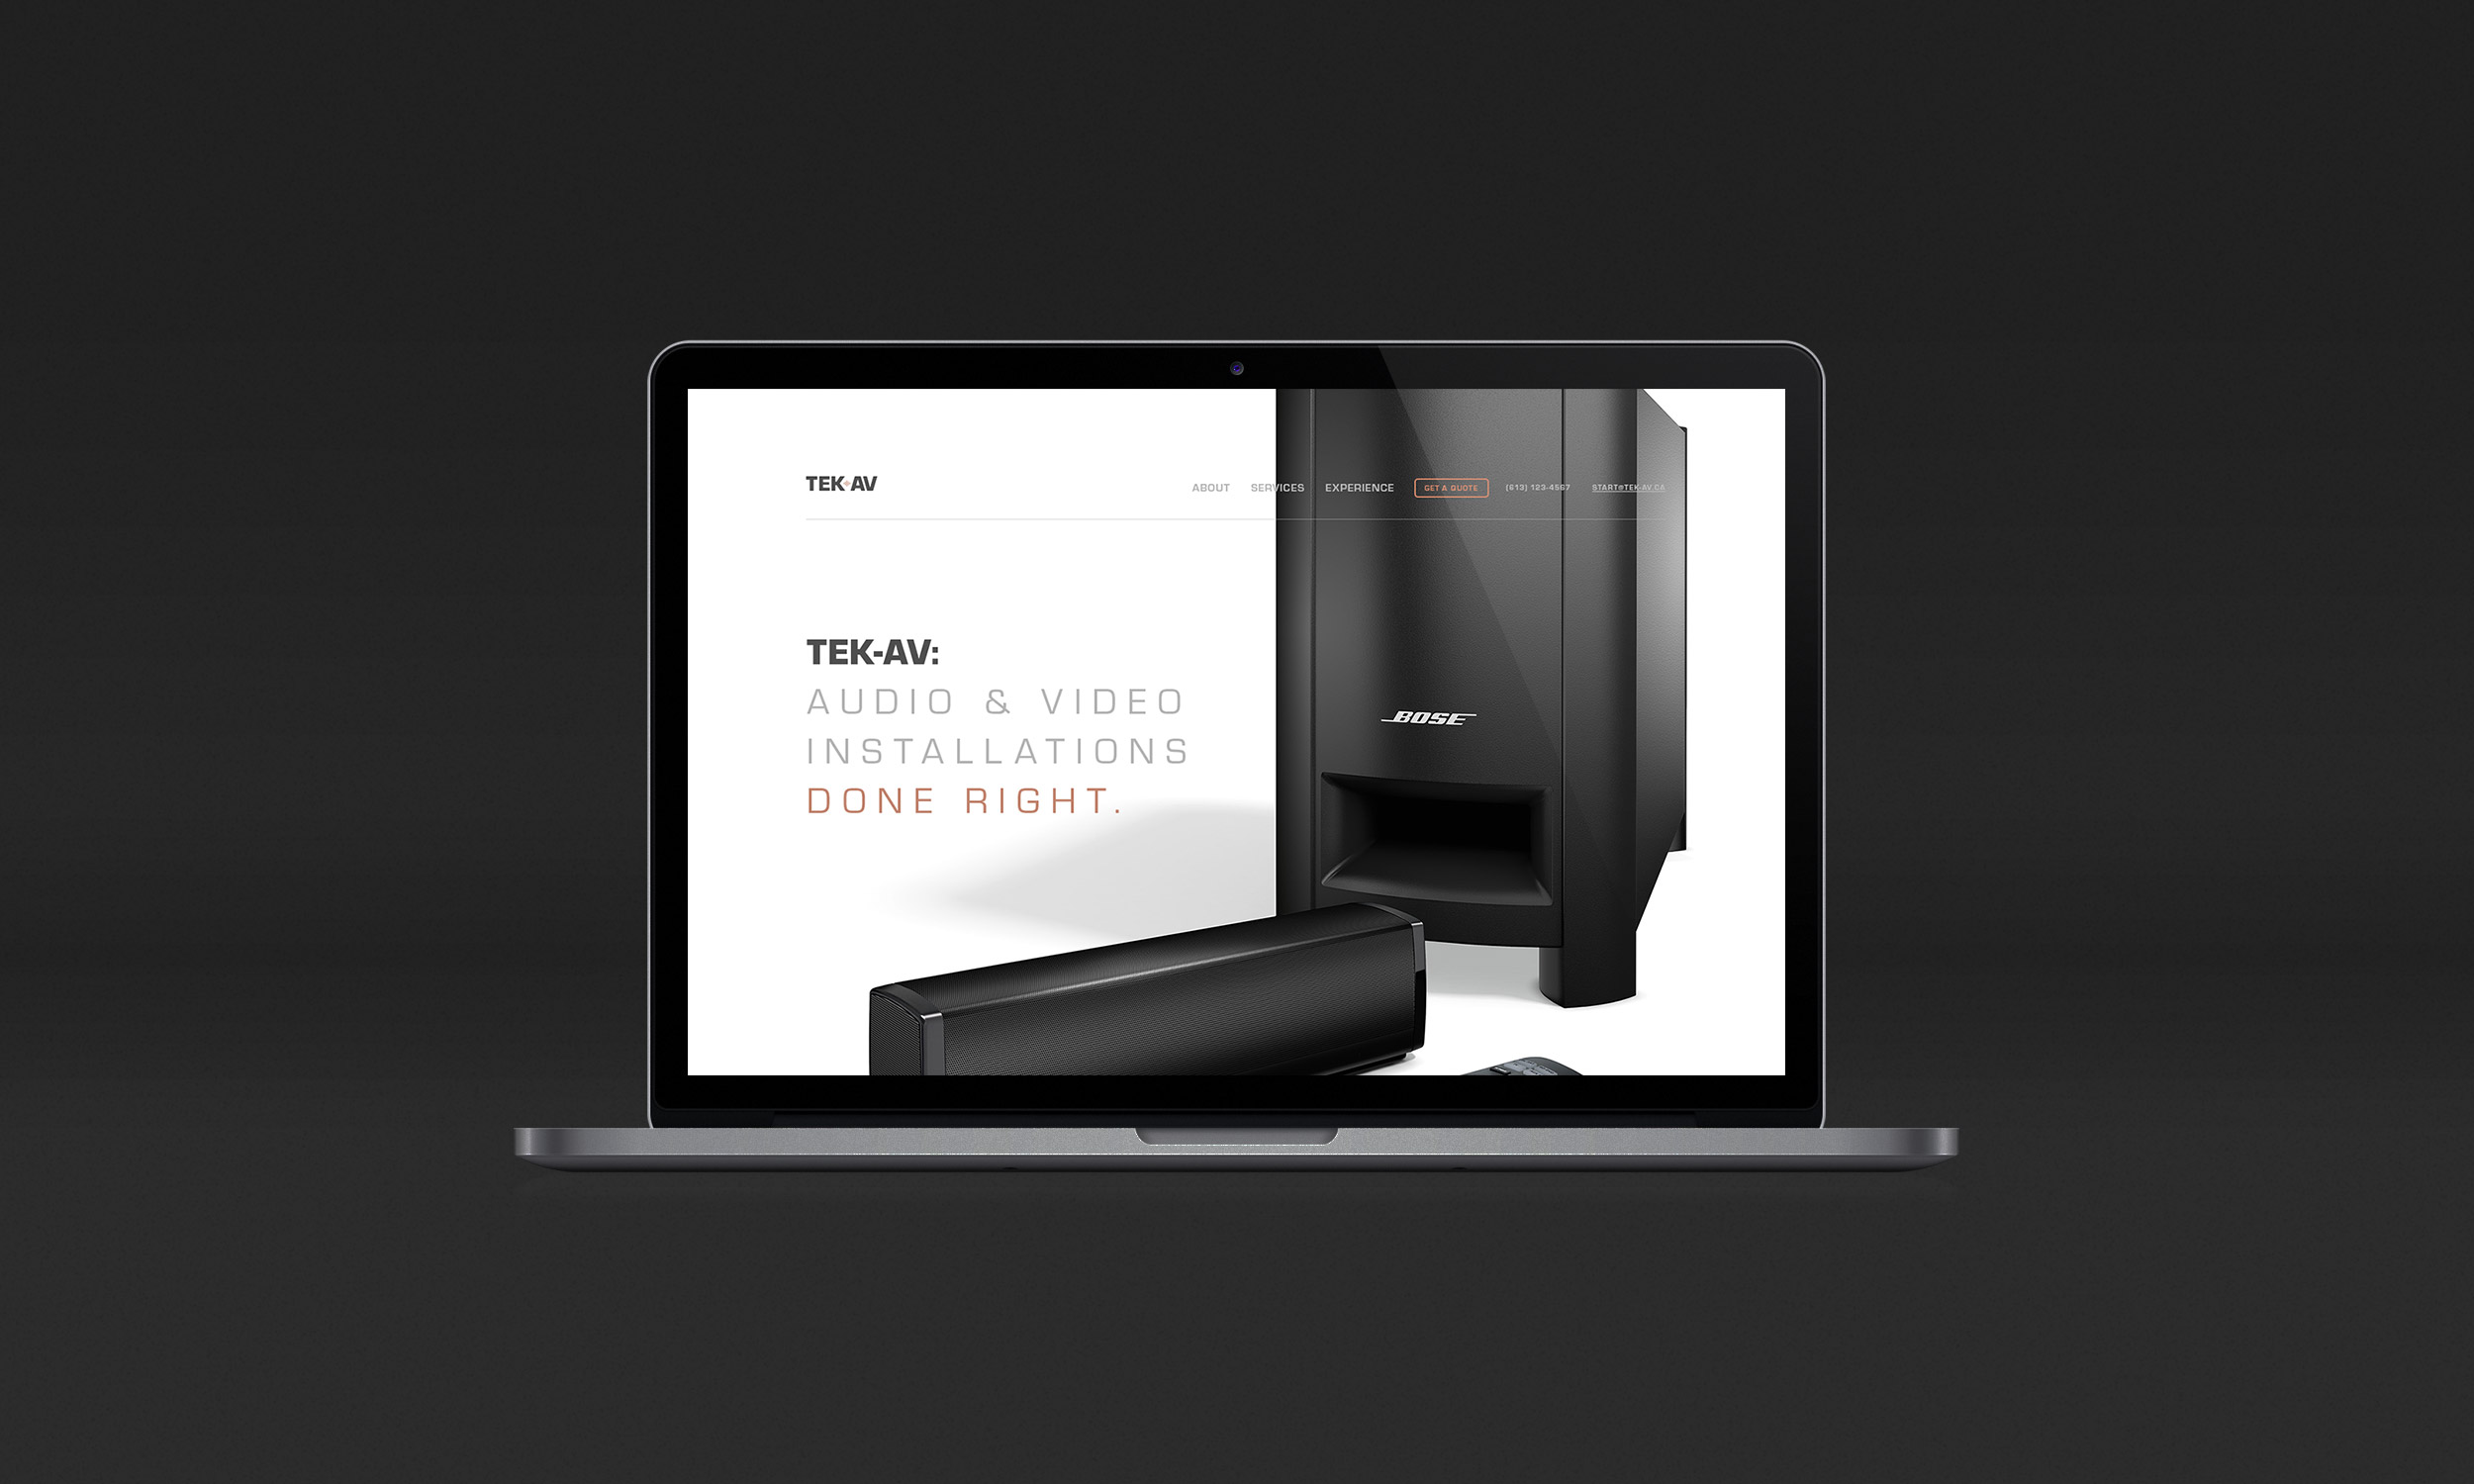 TEK-AV
ABOUT SERVICES EXPERIENCE GET A QUOTE (613) 123-4567 START@TEK-AV.CA
TEK-AV:
AUDIO & VIDEO
INSTALLATIONS
DONE RIGHT.
BOSE